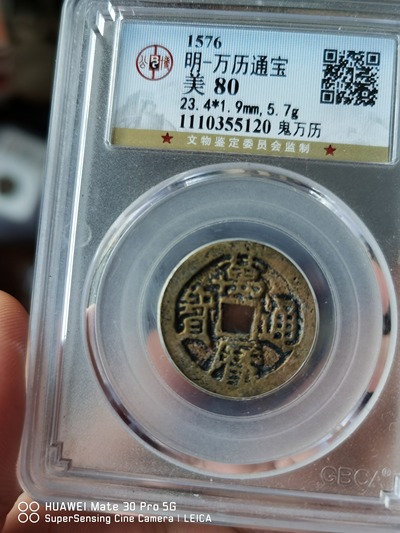 1576
明-万历通宝
美 80
23.4*1.9mm,5.7g
1110355120 鬼万历
★ 文物鉴定委员会监制 ★
萬
寶 通
曆
GBCA®
HUAWEI Mate 30 Pro 5G
SuperSensing Cine Camera | LEICA